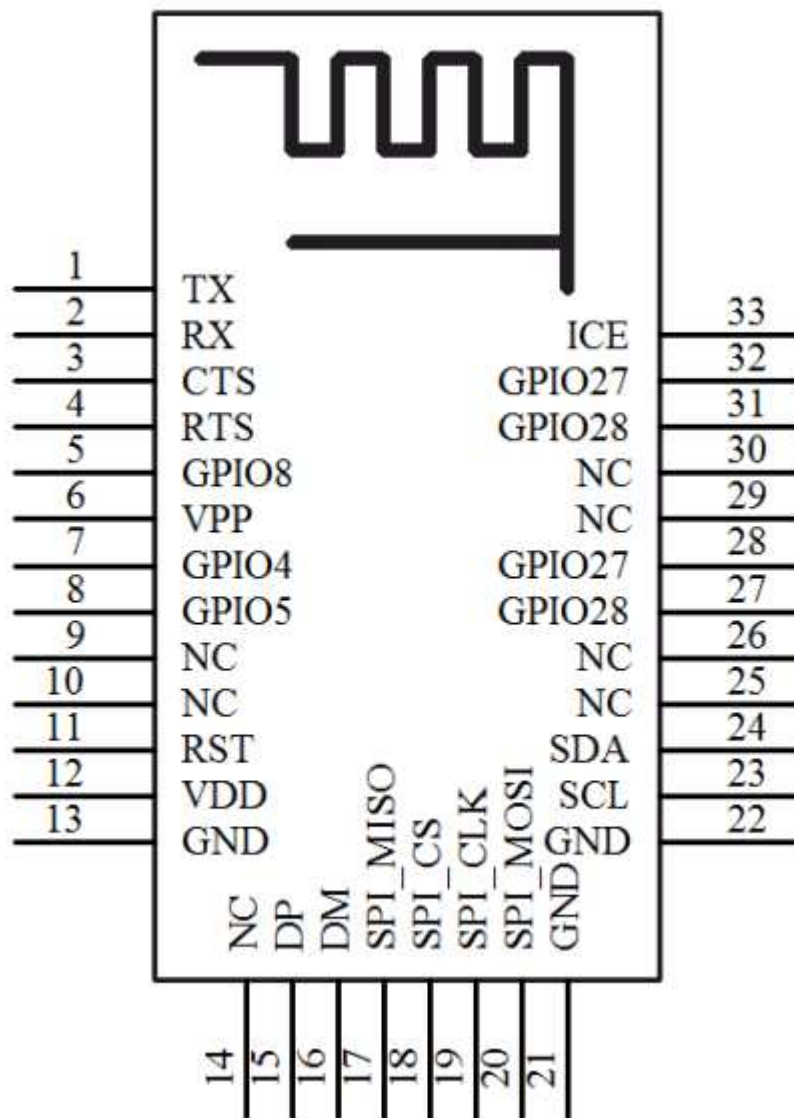 1 TX
2 RX ICE 33
3 CTS GPIO27 32
4 RTS GPIO28 31
5 GPIO8 NC 30
6 VPP NC 29
7 GPIO4 GPIO27 28
8 GPIO5 GPIO28 27
9 NC NC 26
10 NC NC 25
11 RST SDA 24
12 VDD SCL 23
13 GND GND 22
NC DP DM SPI_MISO SPI_CS SPI_CLK SPI_MOSI GND
14 15 16 17 18 19 20 21